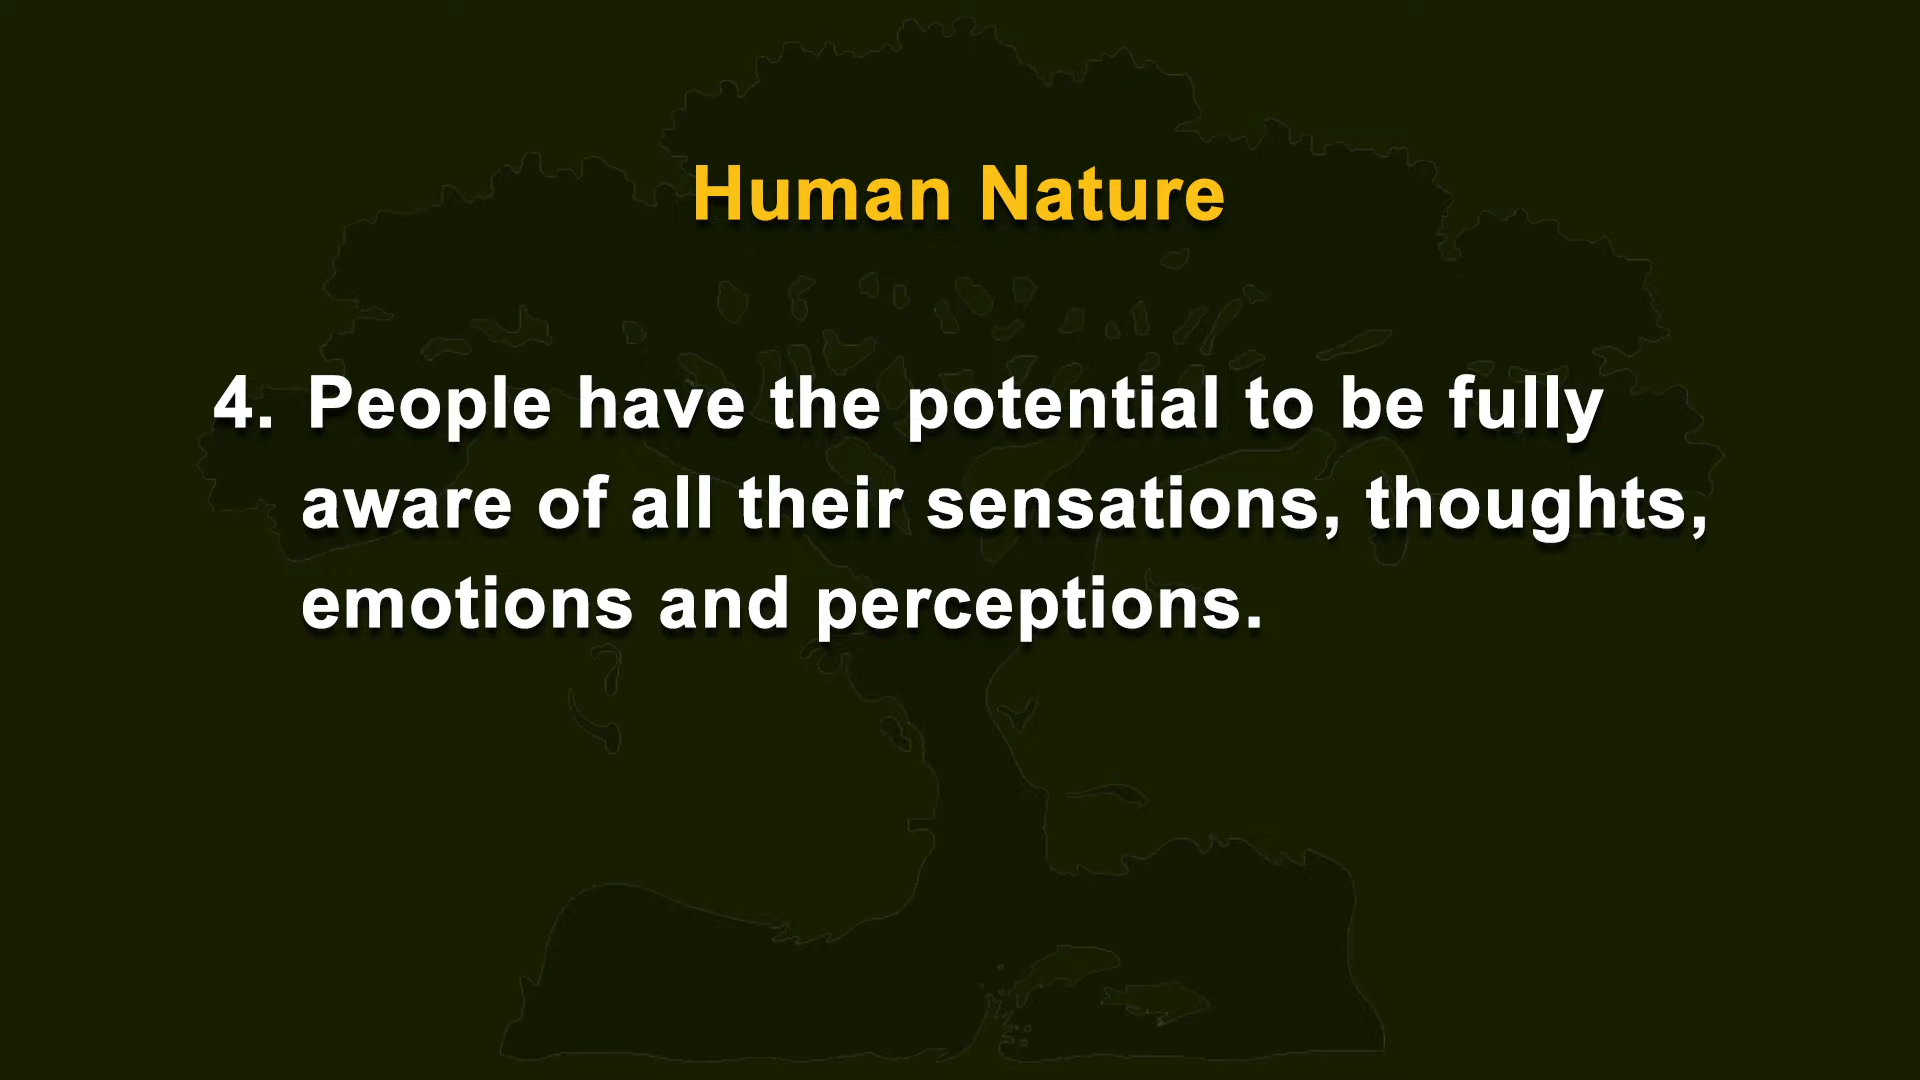 Human Nature
4. People have the potential to be fully
aware of all their sensations, thoughts,
emotions and perceptions.